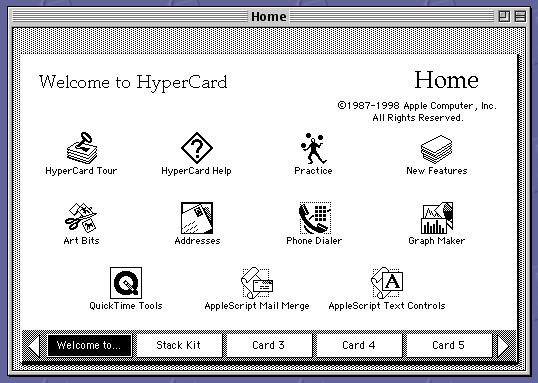 Home
Welcome to HyperCard
Home
©1987-1998 Apple Computer, Inc.
All Rights Reserved.
HyperCard Tour
HyperCard Help
Practice
New Features
Art Bits
Addresses
Phone Dialer
Graph Maker
QuickTime Tools
AppleScript Mail Merge
AppleScript Text Controls
Welcome to...
Stack Kit
Card 3
Card 4
Card 5